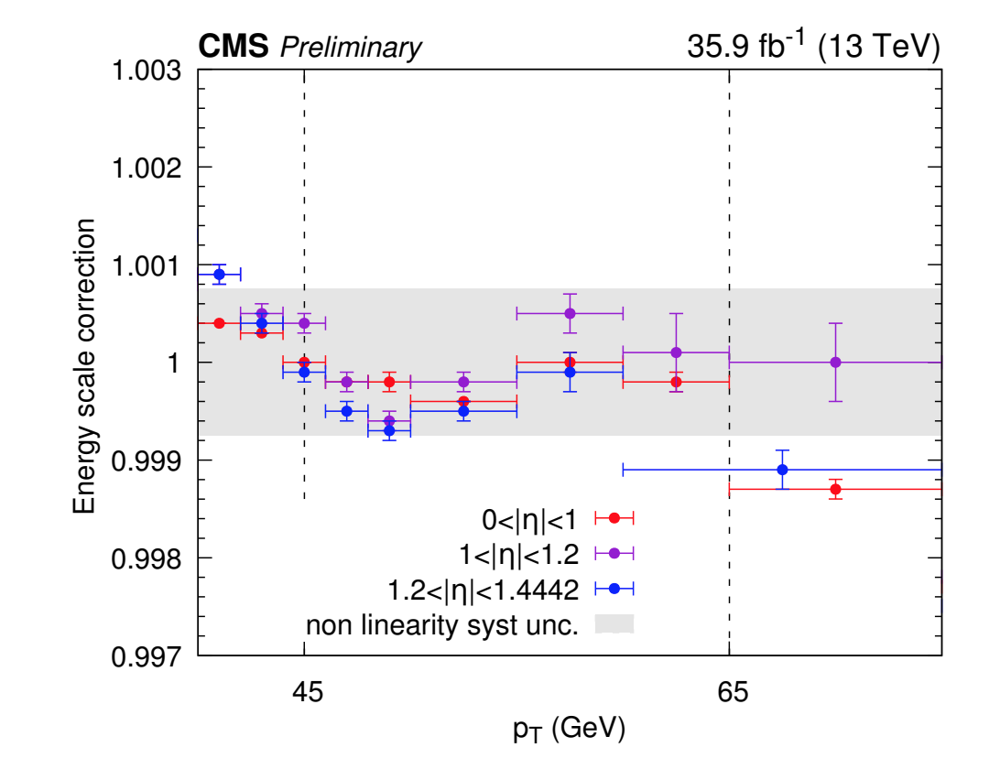 CMS Preliminary 35.9 fb-1 (13 TeV)
1.003
1.002
1.001
1
0.999
0.998
0.997
Energy scale correction
0<|η|<1
1<|η|<1.2
1.2<|η|<1.4442
non linearity syst unc.
45 65
pT (GeV)